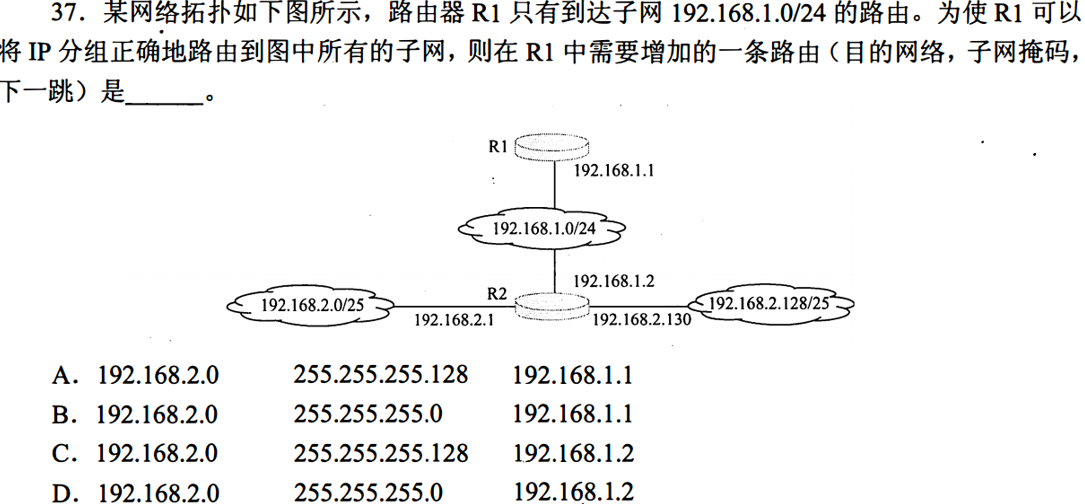 37. 某网络拓扑如下图所示，路由器 R1 只有到达子网 192.168.1.0/24 的路由。为使 R1 可以
将 IP 分组正确地路由到图中所有的子网，则在 R1 中需要增加的一条路由（目的网络，子网掩码，
下一跳）是______。
R1
192.168.1.1
192.168.1.0/24
192.168.1.2
R2
192.168.2.0/25
192.168.2.128/25
192.168.2.1
192.168.2.130
A. 192.168.2.0 255.255.255.128 192.168.1.1
B. 192.168.2.0 255.255.255.0 192.168.1.1
C. 192.168.2.0 255.255.255.128 192.168.1.2
D. 192.168.2.0 255.255.255.0 192.168.1.2